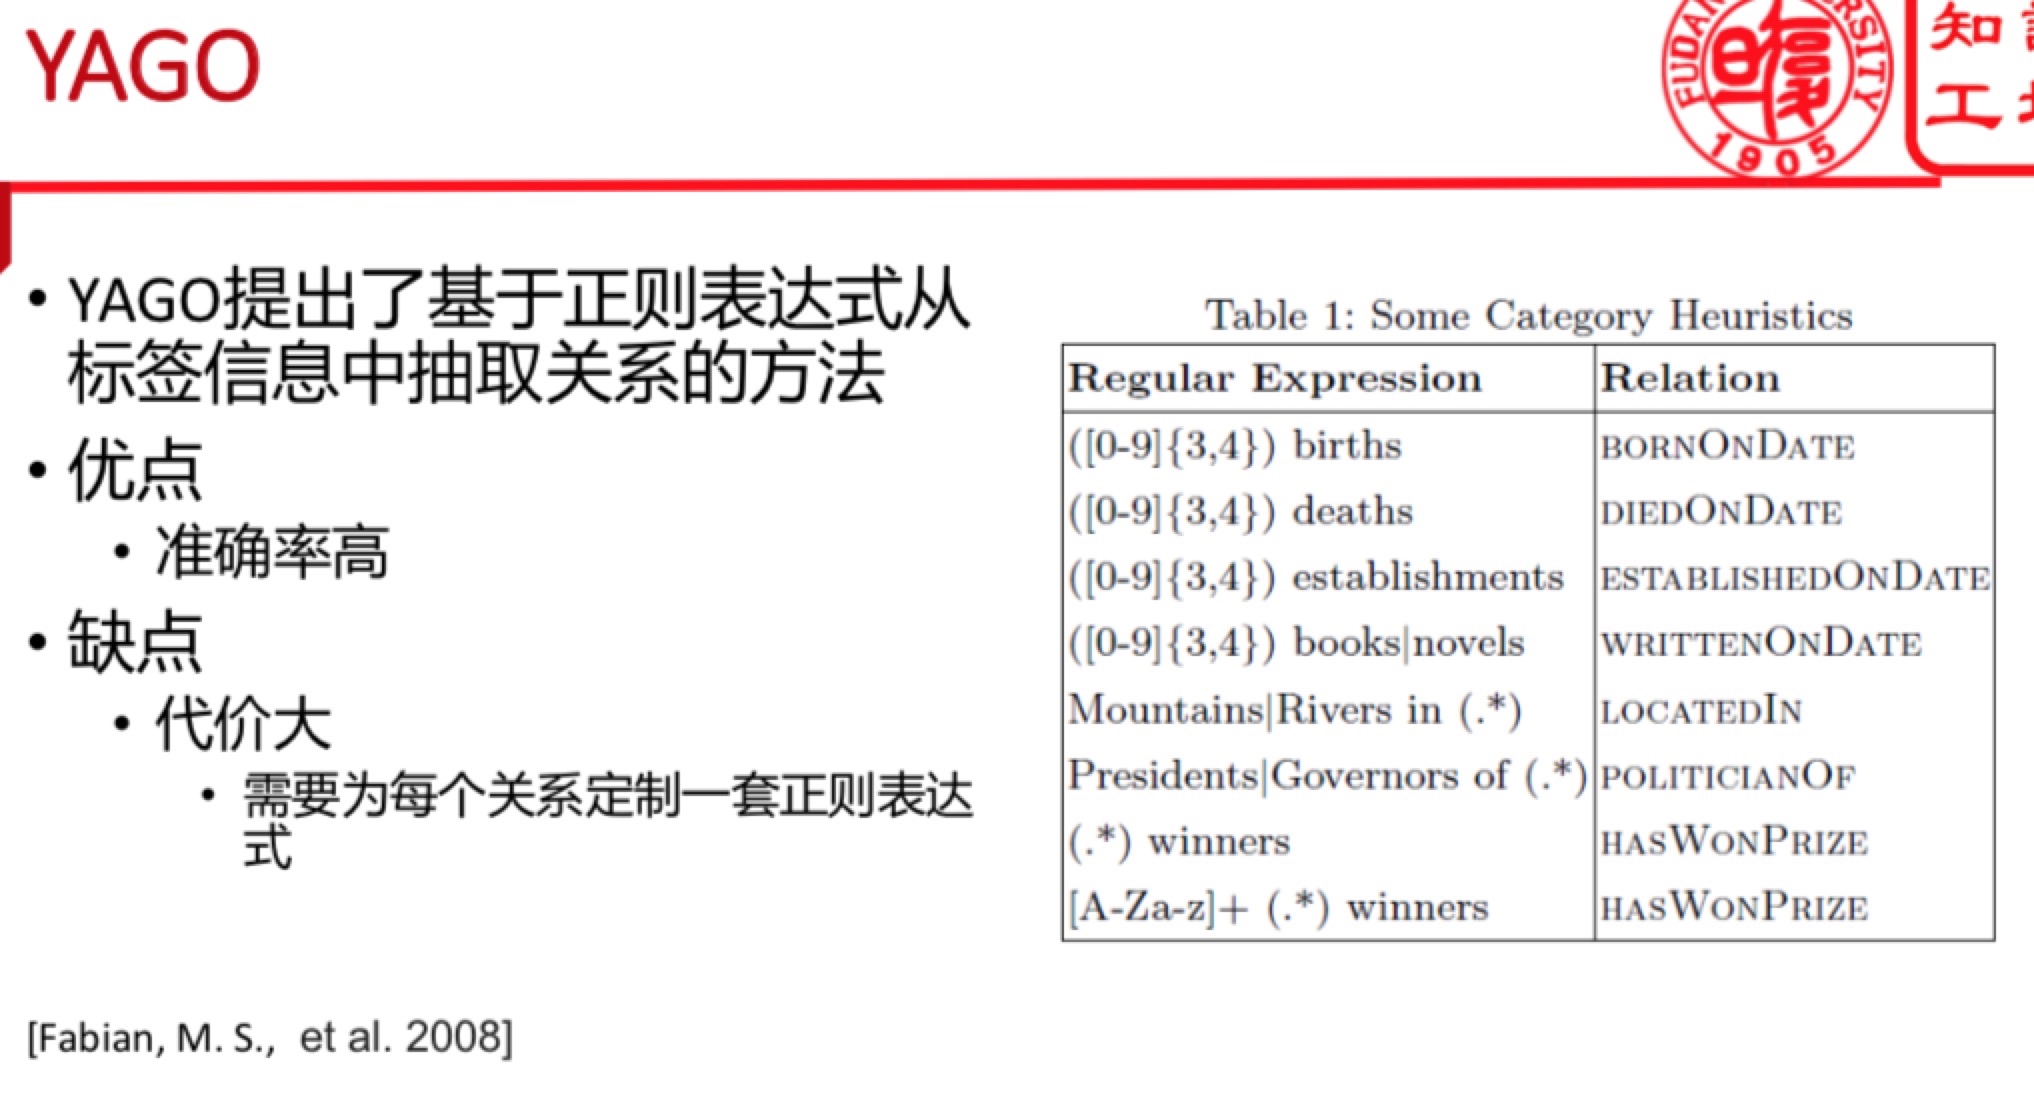 YAGO
FUDAN UNIVERSITY
1905
知
工
• YAGO提出了基于正则表达式从
标签信息中抽取关系的方法
• 优点
• 准确率高
• 缺点
• 代价大
• 需要为每个关系定制一套正则表达
式
[Fabian, M. S., et al. 2008]
Table 1: Some Category Heuristics
Regular Expression Relation
([0-9]{3,4}) births BORNONDATE
([0-9]{3,4}) deaths DIEDONDATE
([0-9]{3,4}) establishments ESTABLISHEDONDATE
([0-9]{3,4}) books|novels WRITTENONDATE
Mountains|Rivers in (.*) LOCATEDIN
Presidents|Governors of (.*) POLITICIANOF
(.*) winners HASWONPRIZE
[A-Za-z]+ (.*) winners HASWONPRIZE